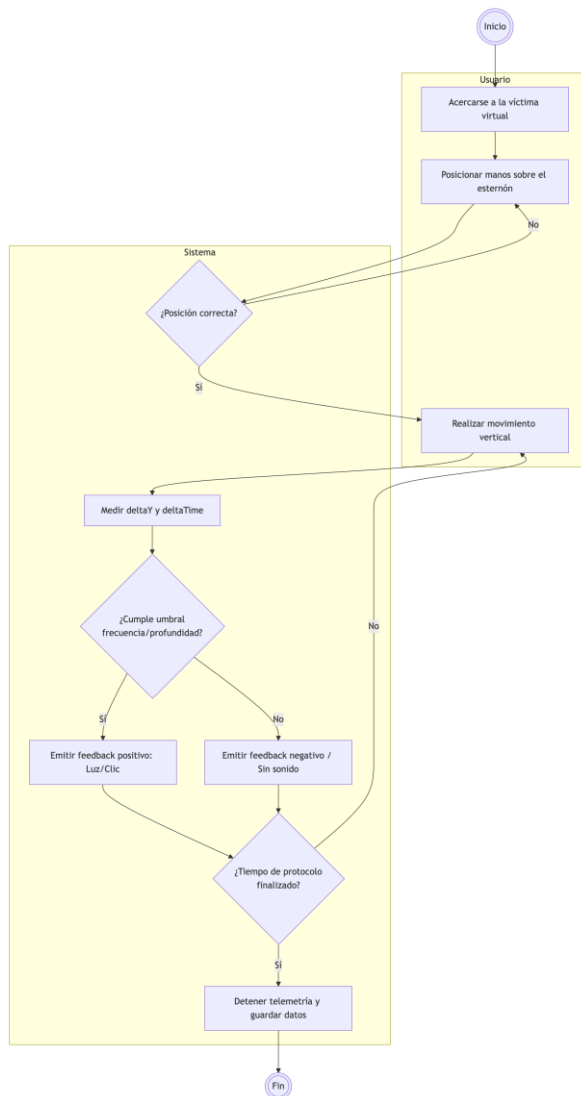 Inicio
Usuario
Acercarse a la víctima
virtual
Posicionar manos sobre el
esternón
No
Sistema
¿Posición correcta?
Sí
Realizar movimiento
vertical
Medir deltaY y deltaTime
¿Cumple umbral
frecuencia/profundidad?
No
Sí
No
Emitir feedback positivo:
Luz/Clic
Emitir feedback negativo /
Sin sonido
¿Tiempo de protocolo
finalizado?
Sí
Detener telemetría y
guardar datos
Fin